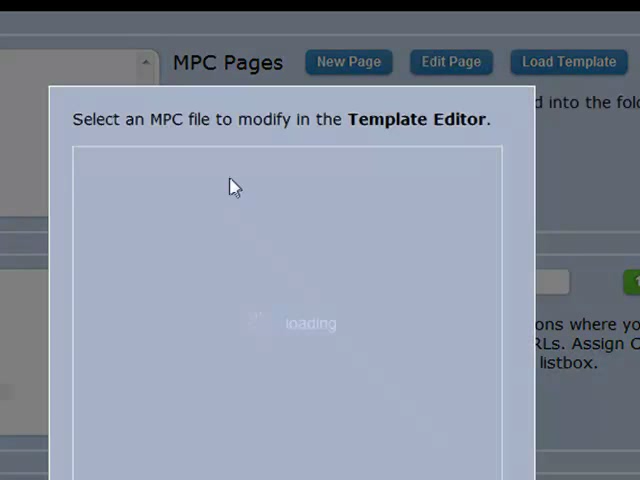 MPC Pages New Page Edit Page Load Template
d into the fol
Select an MPC file to modify in the Template Editor.
loading
ons where yo
RLs. Assign
listbox.